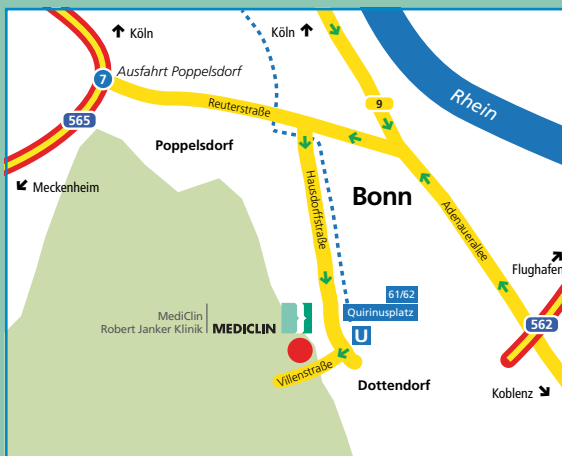 Köln
Köln
7
Ausfahrt Poppelsdorf
Rhein
9
Reuterstraße
565
Poppelsdorf
Meckenheim
Hausdorffstraße
Bonn
Adenauerallee
Flughafen
61/62
Quirinusplatz
U
562
MediClin
Robert Janker Klinik
MEDICLIN
Villenstraße
Dottendorf
Koblenz